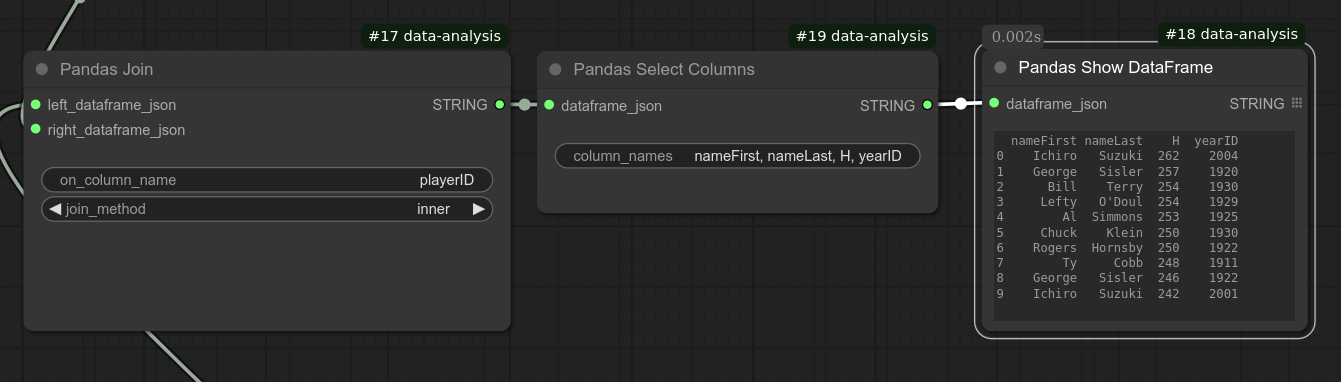 #17 data-analysis
Pandas Join
left_dataframe_json STRING
right_dataframe_json
on_column_name playerID
join_method inner
#19 data-analysis
Pandas Select Columns
dataframe_json STRING
column_names nameFirst, nameLast, H, yearID
0.002s #18 data-analysis
Pandas Show DataFrame
dataframe_json STRING
nameFirst nameLast H yearID
0 Ichiro Suzuki 262 2004
1 George Sisler 257 1920
2 Bill Terry 254 1930
3 Lefty O'Doul 254 1929
4 Al Simmons 253 1925
5 Chuck Klein 250 1930
6 Rogers Hornsby 250 1922
7 Ty Cobb 248 1911
8 George Sisler 246 1922
9 Ichiro Suzuki 242 2001